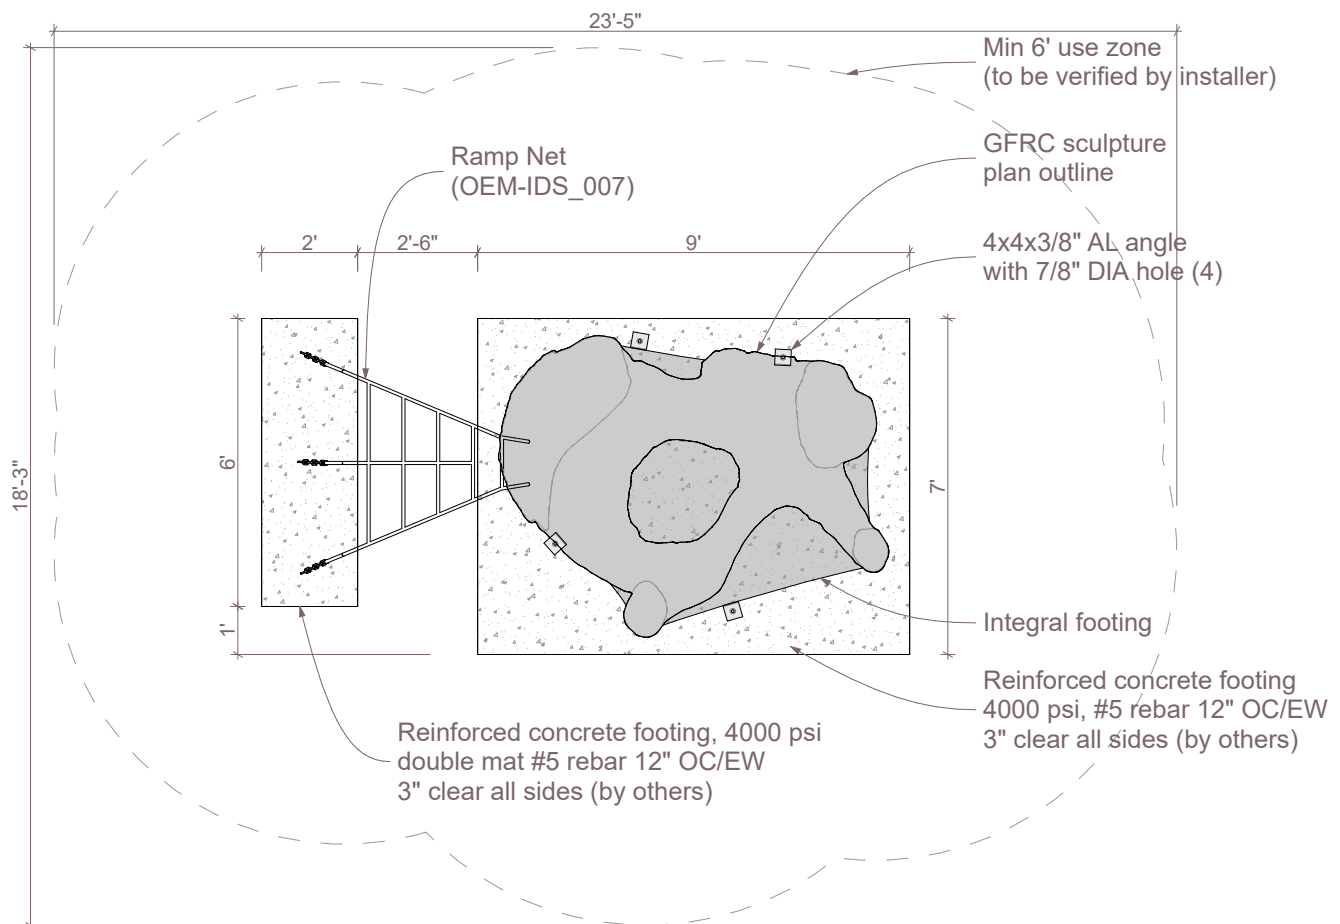 23'-5"
Min 6' use zone
(to be verified by installer)
GFRC sculpture
plan outline
Ramp Net
(OEM-IDS_007)
2'
2'-6"
9'
4x4x3/8" AL angle
with 7/8" DIA hole (4)
18'-3"
6'
7'
1'
Integral footing
Reinforced concrete footing
4000 psi, #5 rebar 12" OC/EW
3" clear all sides (by others)
Reinforced concrete footing, 4000 psi
double mat #5 rebar 12" OC/EW
3" clear all sides (by others)